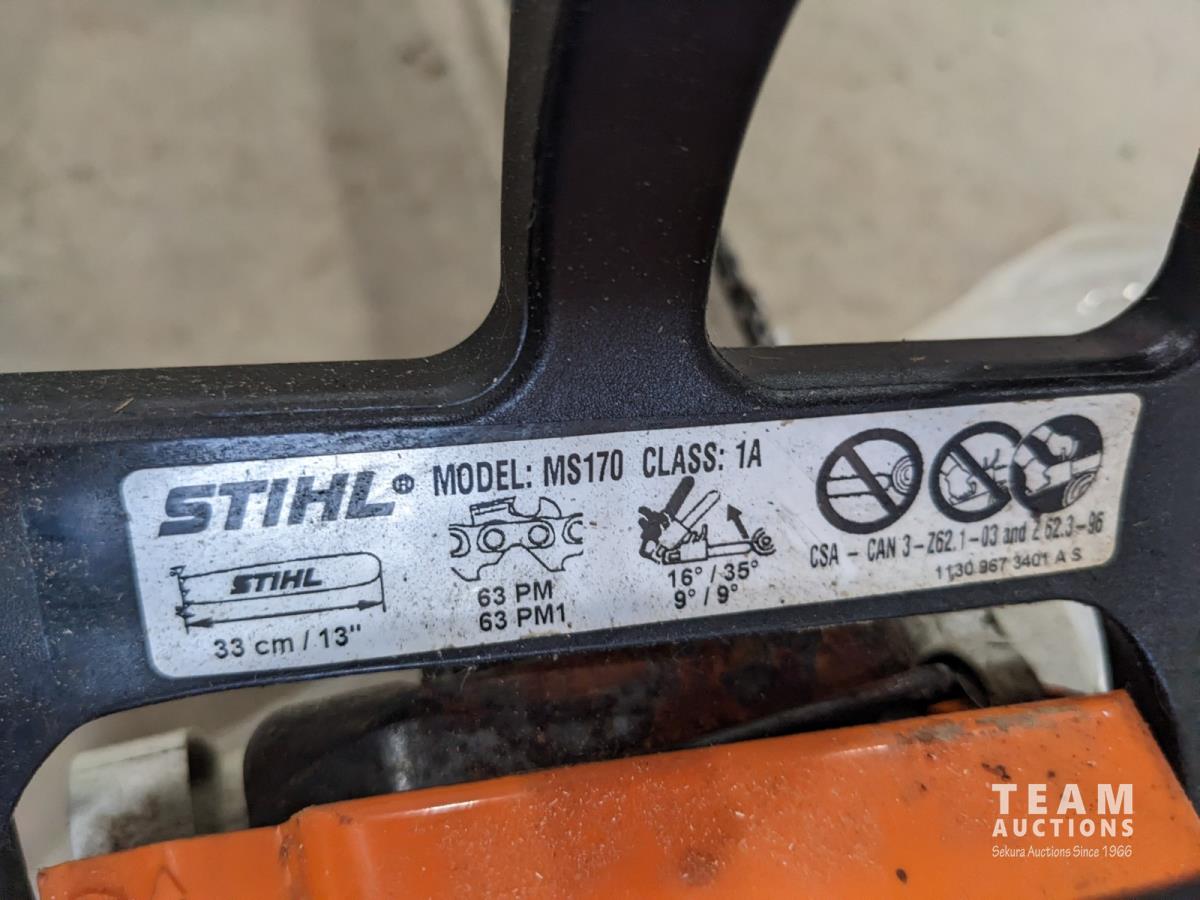 STIHL® MODEL: MS170 CLASS: 1A
STIHL
33 cm / 13"
63 PM
63 PM1
16° / 35°
9° / 9°
CSA - CAN 3-Z62.1-03 and Z 62.3-96
1130 967 3401 A S
TEAM
AUCTIONS
Sekura Auctions Since 1966